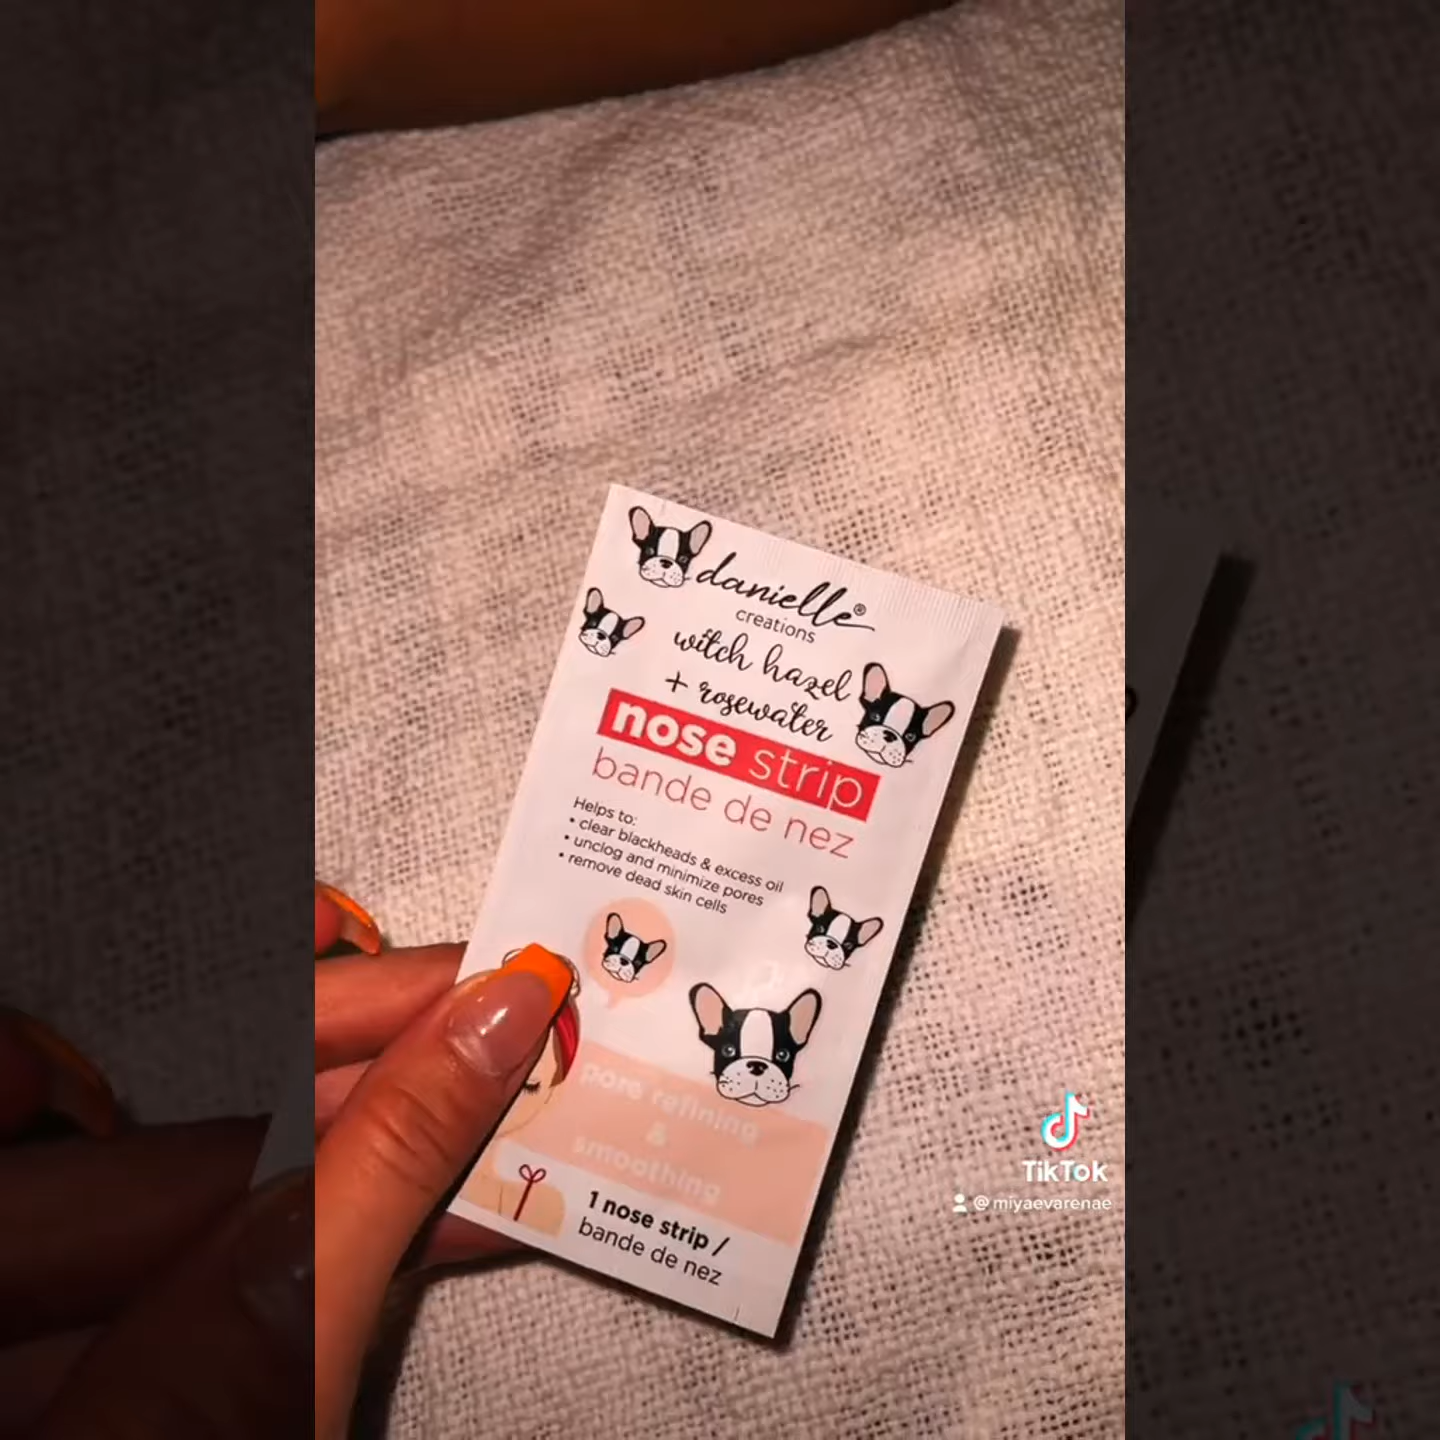 danielle®
creations
witch hazel
+ rosewater
nose strip
bande de nez
Helps to:
• clear blackheads & excess oil
• unclog and minimize pores
• remove dead skin cells
pore refining
&
smoothing
1 nose strip /
bande de nez
TikTok
@miyaevarenae